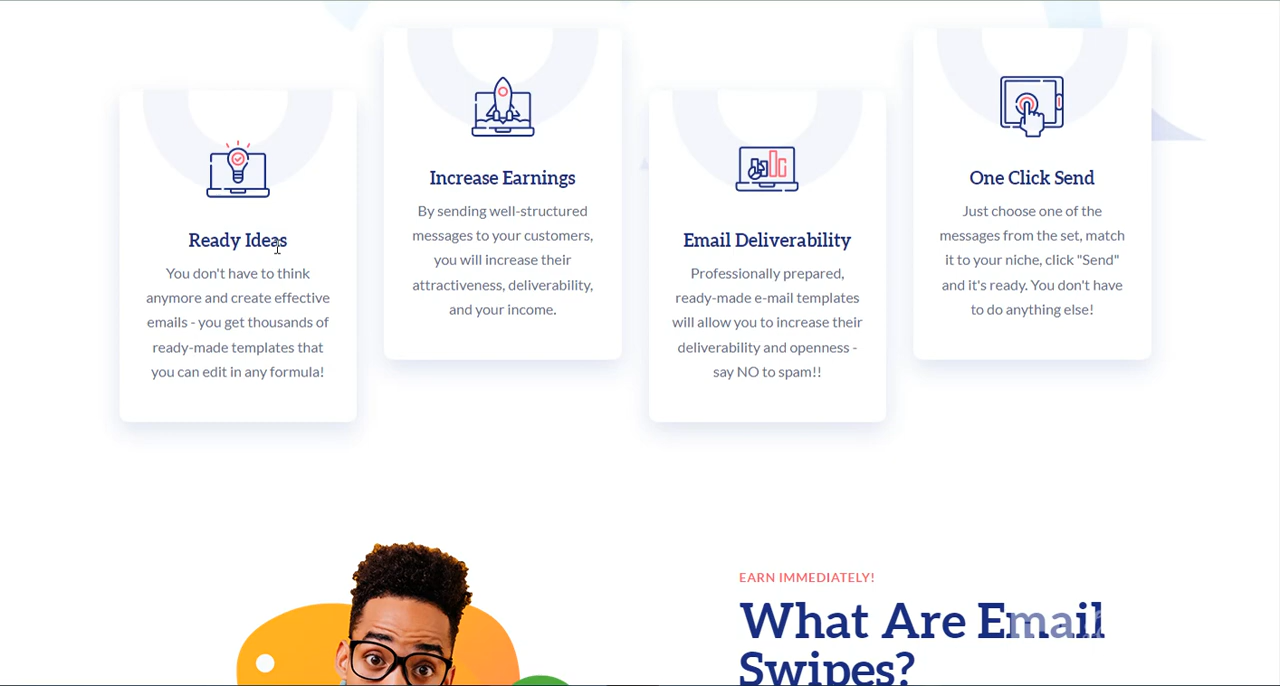 Ready Ideas
You don't have to think
anymore and create effective
emails - you get thousands of
ready-made templates that
you can edit in any formula!
Increase Earnings
By sending well-structured
messages to your customers,
you will increase their
attractiveness, deliverability,
and your income.
Email Deliverability
Professionally prepared,
ready-made e-mail templates
will allow you to increase their
deliverability and openness -
say NO to spam!!
One Click Send
Just choose one of the
messages from the set, match
it to your niche, click "Send"
and it's ready. You don't have
to do anything else!
EARN IMMEDIATELY!
What Are Email
Swipes?